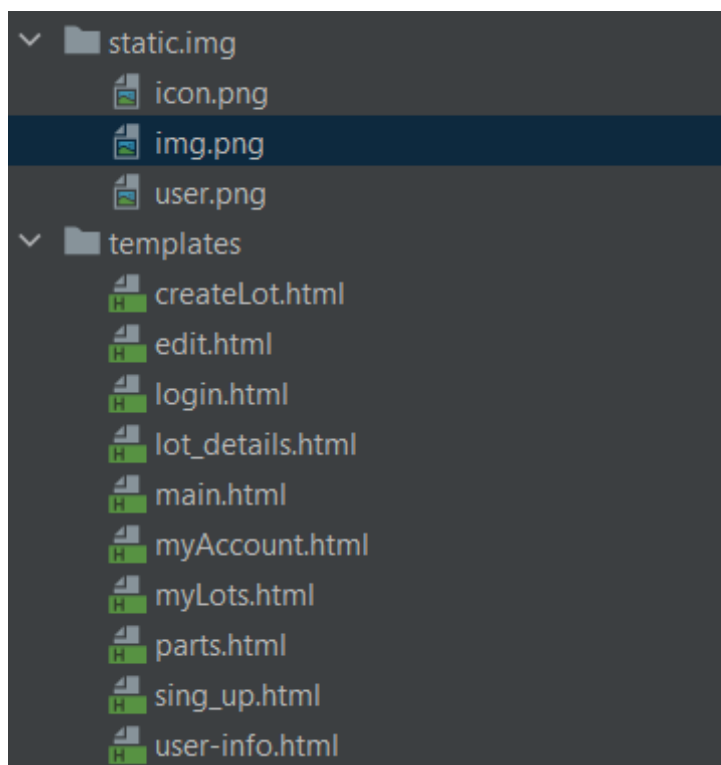 static.img
icon.png
img.png
user.png
templates
H createLot.html
H edit.html
H login.html
H lot_details.html
H main.html
H myAccount.html
H myLots.html
H parts.html
H sing_up.html
H user-info.html